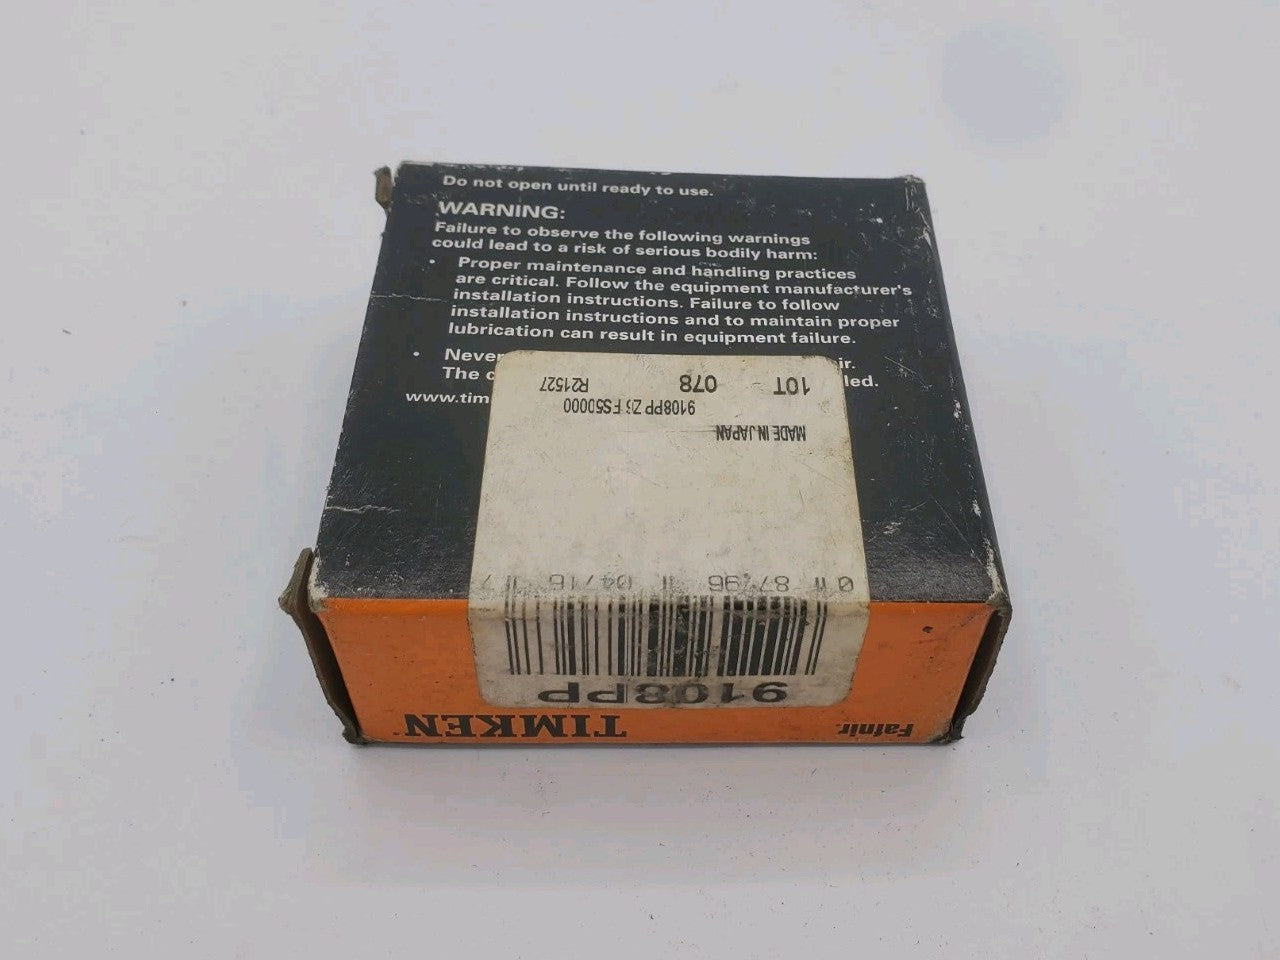 Do not open until ready to use.
WARNING:
Failure to observe the following warnings
could lead to a risk of serious bodily harm:
• Proper maintenance and handling practices
are critical. Follow the equipment manufacturer's
installation instructions. Failure to follow
installation instructions and to maintain proper
lubrication can result in equipment failure.
• Never
The
www.tim
Fafnir.
TIMKEN
9108PP
MADE IN JAPAN
FS50000
10T 078 R21527